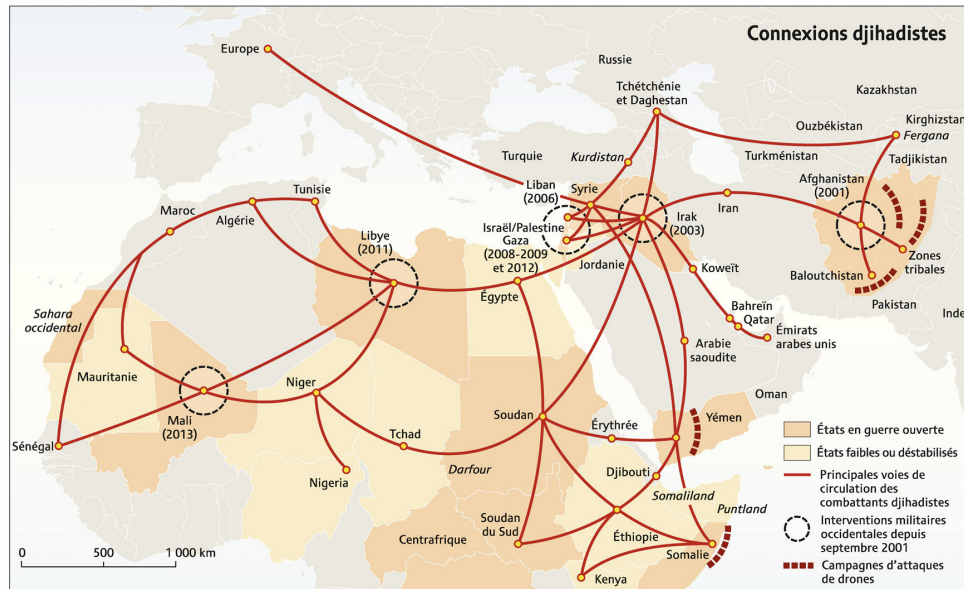 Connexions djihadistes
Europe
Russie
Tchétchénie
et Daghestan
Kazakhstan
Ouzbékistan
Kirghizstan
Fergana
Turquie
Kurdistan
Turkménistan
Tadjikistan
Afghanistan
(2001)
Liban
(2006)
Syrie
Iran
Tunisie
Maroc
Algérie
Libye
(2011)
Israël/Palestine
Gaza
(2008-2009
et 2012)
Irak
(2003)
Zones
tribales
Jordanie
Koweït
Baloutchistan
Égypte
Pakistan
Bahreïn
Qatar
Inde
Sahara
occidental
Émirats
arabes unis
Arabie
saoudite
Mauritanie
Niger
Oman
Mali
(2013)
Soudan
Yémen
Sénégal
Érythrée
Tchad
Darfour
Djibouti
Nigeria
Somaliland
Puntland
Soudan
du Sud
Éthiopie
Centrafrique
Somalie
Kenya
0 500 1 000 km
États en guerre ouverte
États faibles ou déstabilisés
Principales voies de
circulation des
combattants djihadistes
Interventions militaires
occidentales depuis
septembre 2001
Campagnes d'attaques
de drones